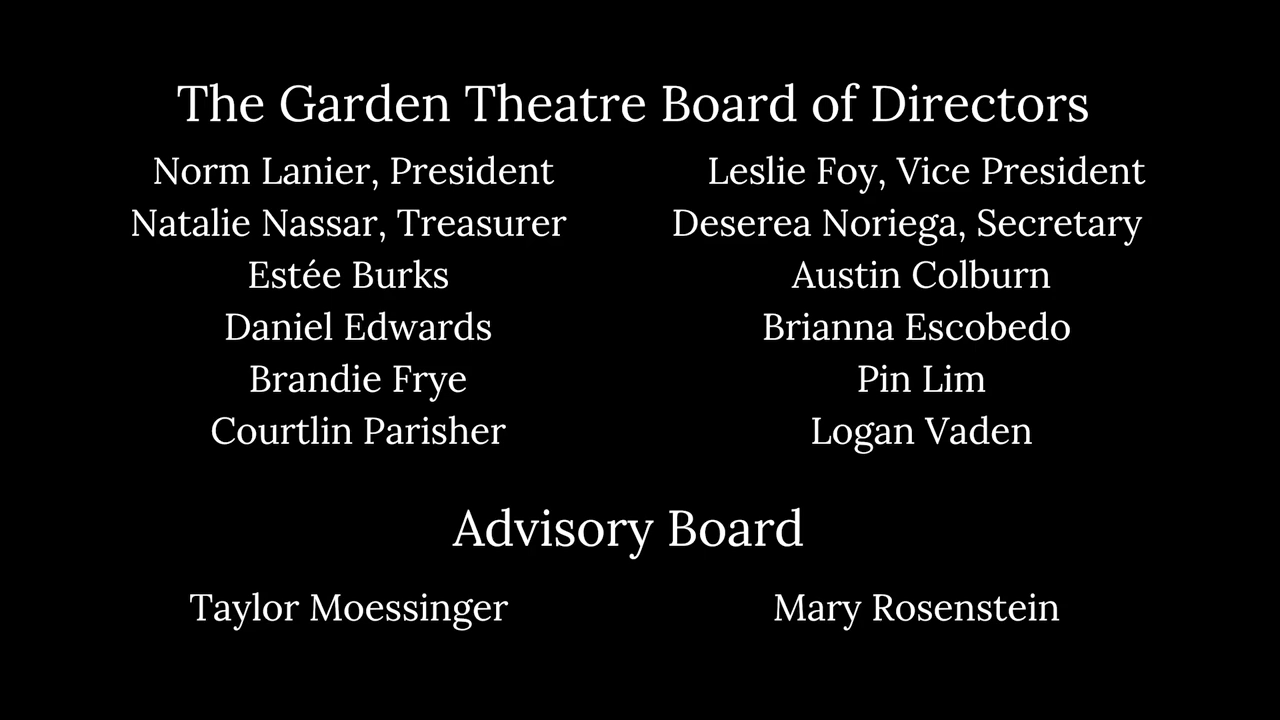 The Garden Theatre Board of Directors
Norm Lanier, President Leslie Foy, Vice President
Natalie Nassar, Treasurer Deserea Noriega, Secretary
Estée Burks Austin Colburn
Daniel Edwards Brianna Escobedo
Brandie Frye Pin Lim
Courtlin Parisher Logan Vaden
Advisory Board
Taylor Moessinger Mary Rosenstein